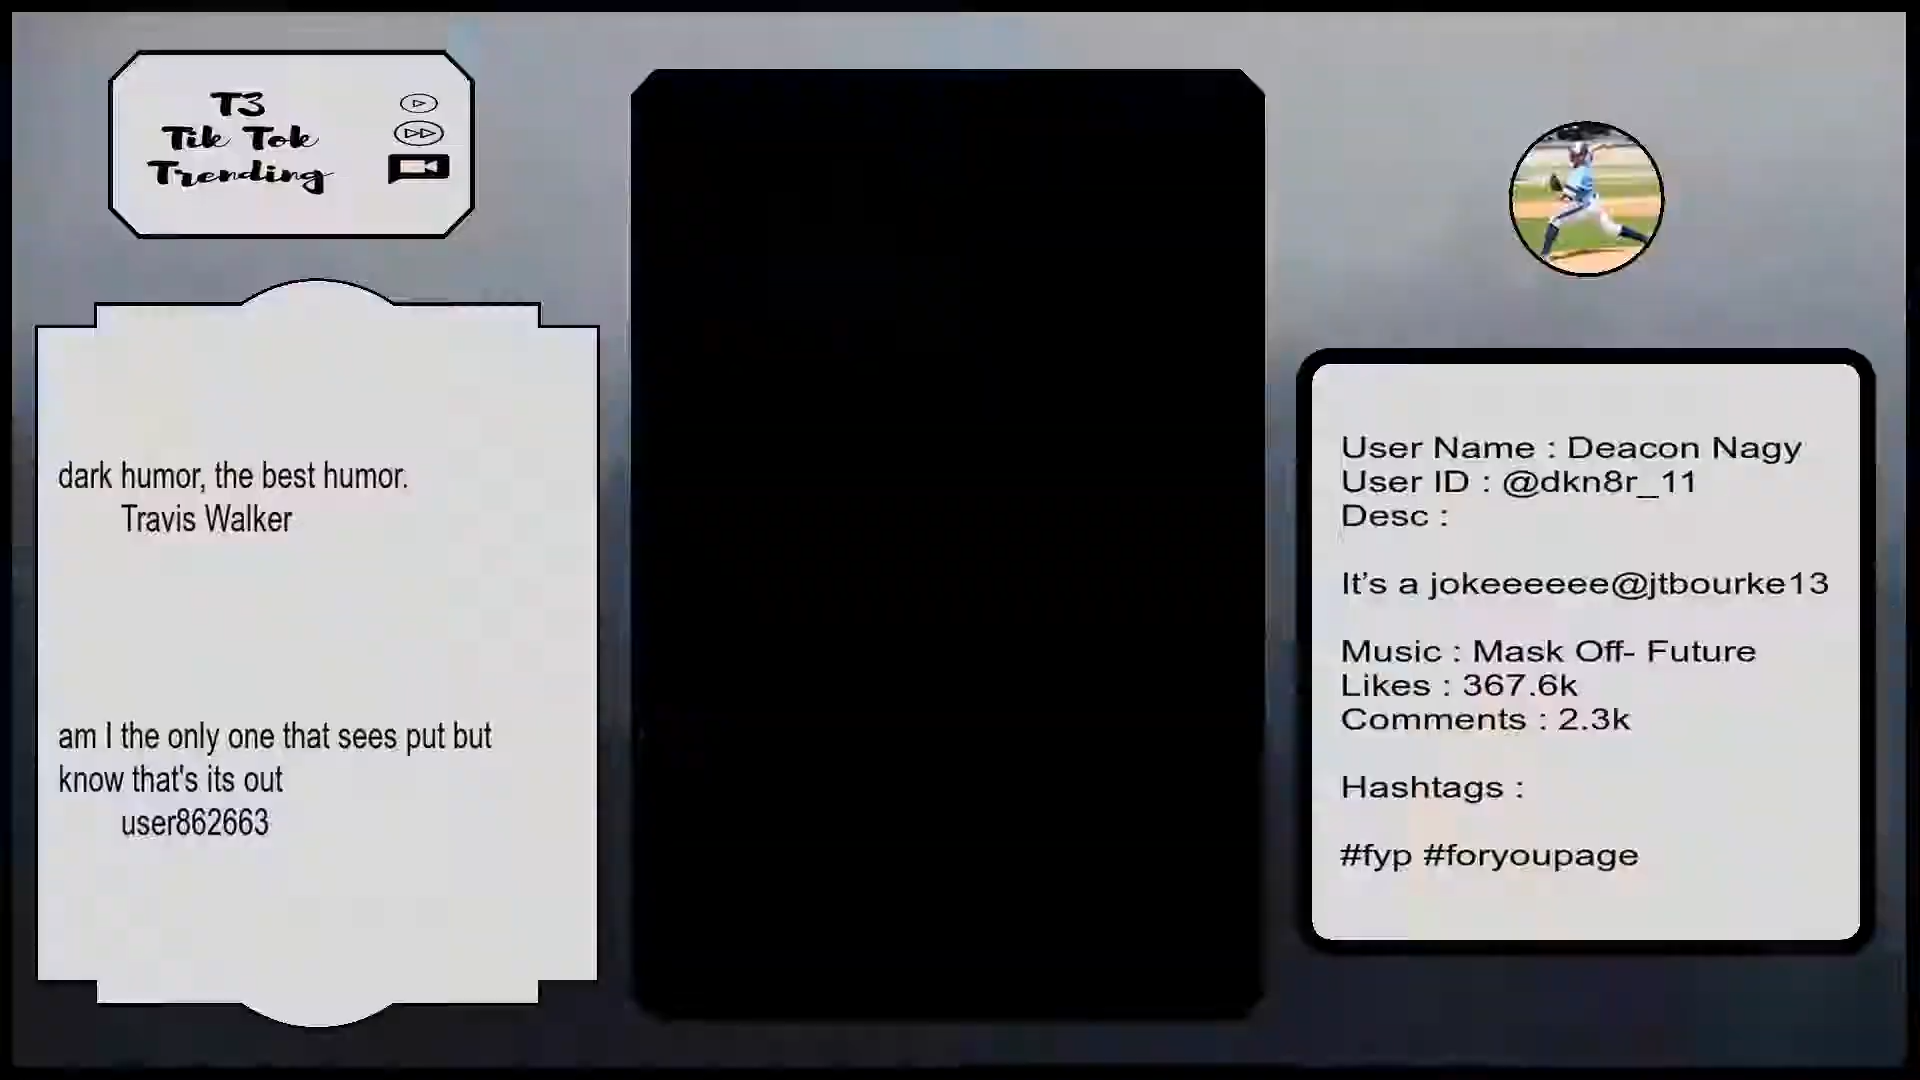 T3
Tik Tok
Trending
dark humor, the best humor.
Travis Walker
am I the only one that sees put but
know that's its out
user862663
User Name : Deacon Nagy
User ID : @dkn8r_11
Desc :
It’s a jokeeeeeee@jtbourke13
Music : Mask Off- Future
Likes : 367.6k
Comments : 2.3k
Hashtags :
#fyp #foryoupage